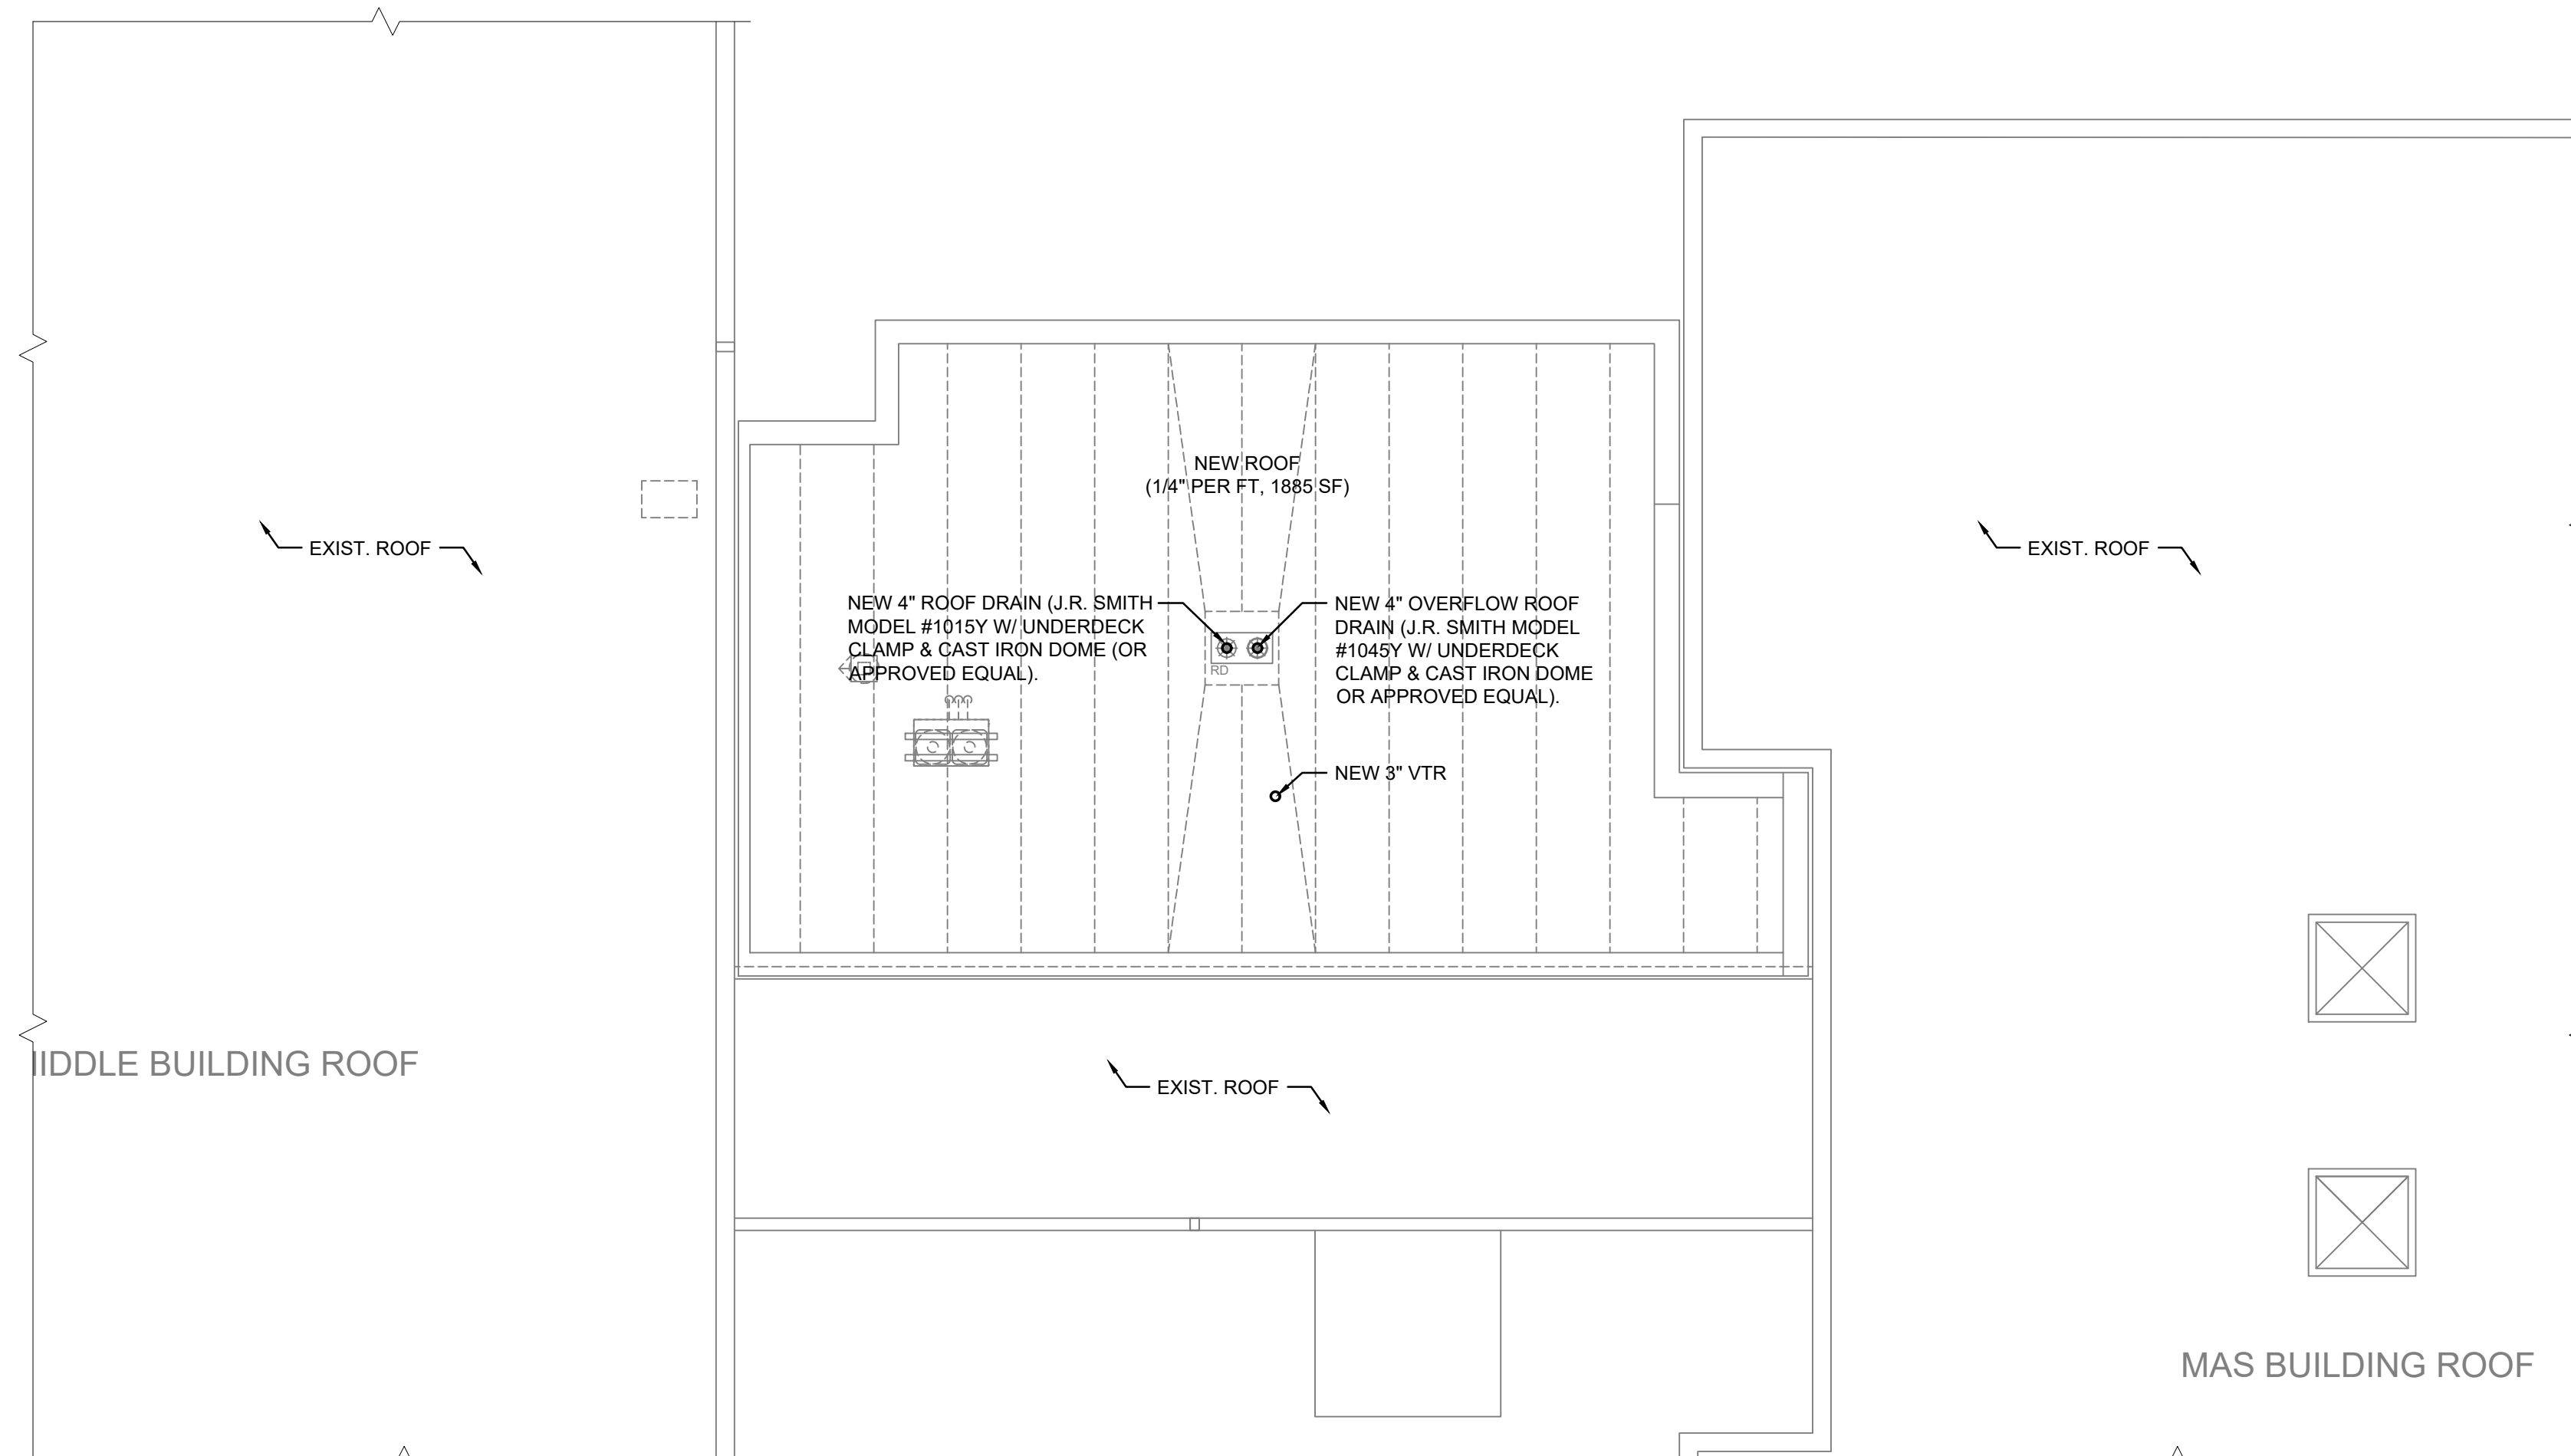 NEW ROOF
(1/4" PER FT, 1885 SF)
EXIST. ROOF
EXIST. ROOF
NEW 4" ROOF DRAIN (J.R. SMITH
MODEL #1015Y W/ UNDERDECK
CLAMP & CAST IRON DOME (OR
APPROVED EQUAL).
NEW 4" OVERFLOW ROOF
DRAIN (J.R. SMITH MODEL
#1045Y W/ UNDERDECK
CLAMP & CAST IRON DOME
OR APPROVED EQUAL).
RD
NEW 3" VTR
IDDLE BUILDING ROOF
EXIST. ROOF
MAS BUILDING ROOF